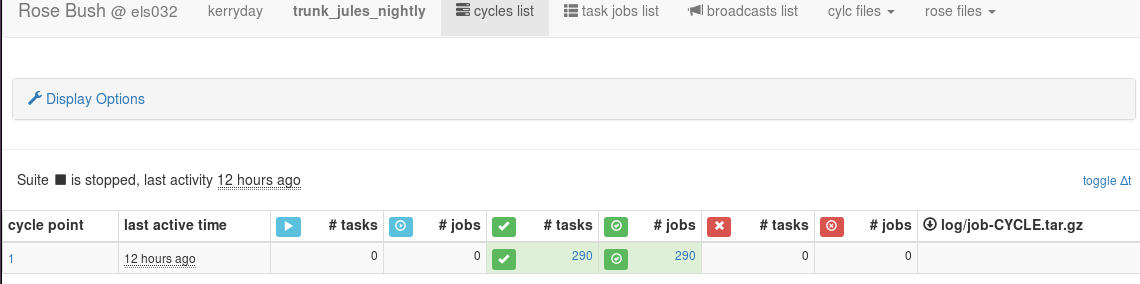 Rose Bush @ els032 kerryday trunk_jules_nightly cycles list task jobs list broadcasts list cylc files rose files
Display Options
Suite is stopped, last activity 12 hours ago toggle Δt
cycle point last active time # tasks # jobs # tasks # jobs # tasks # jobs log/job-CYCLE.tar.gz
1 12 hours ago 0 0 290 290 0 0